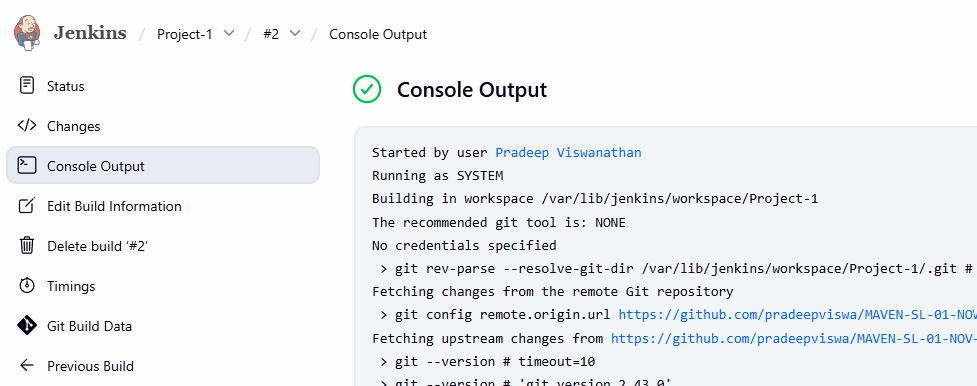 Jenkins / Project-1 / #2 / Console Output
Status
Changes
Console Output
Edit Build Information
Delete build ‘#2’
Timings
Git Build Data
Previous Build
Console Output
Started by user Pradeep Viswanathan
Running as SYSTEM
Building in workspace /var/lib/jenkins/workspace/Project-1
The recommended git tool is: NONE
No credentials specified
> git rev-parse --resolve-git-dir /var/lib/jenkins/workspace/Project-1/.git #
Fetching changes from the remote Git repository
> git config remote.origin.url https://github.com/pradeepviswa/MAVEN-SL-01-NOV
Fetching upstream changes from https://github.com/pradeepviswa/MAVEN-SL-01-NOV-
> git --version # timeout=10
> git --version # 'git version 2.43.0'